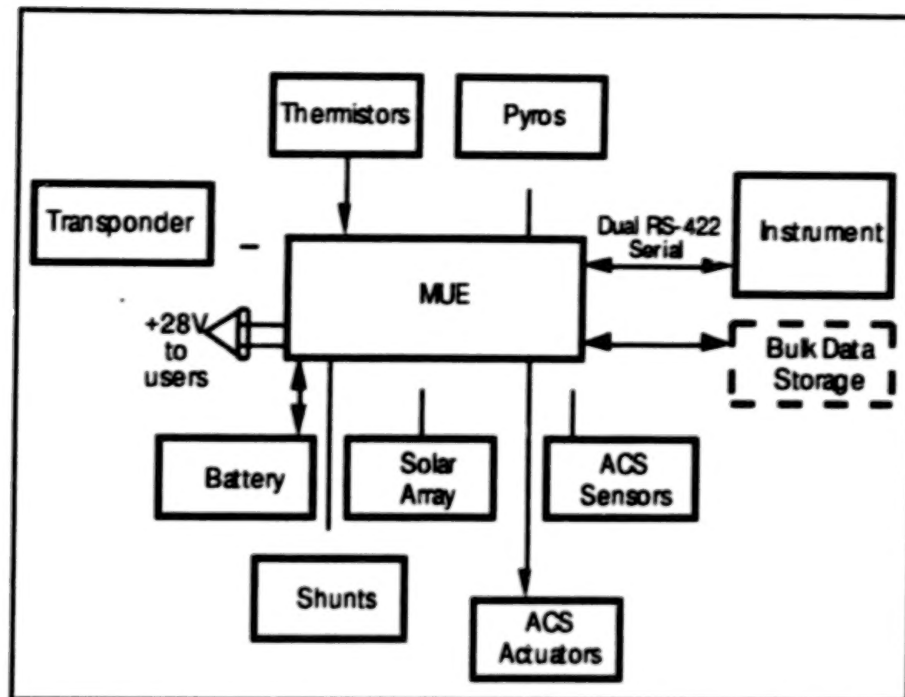 Thermistors
Pyros
Transponder
Dual RS-422
Serial
Instrument
MUE
+28V
to
users
Bulk Data
Storage
Battery
Solar
Array
ACS
Sensors
Shunts
ACS
Actuators